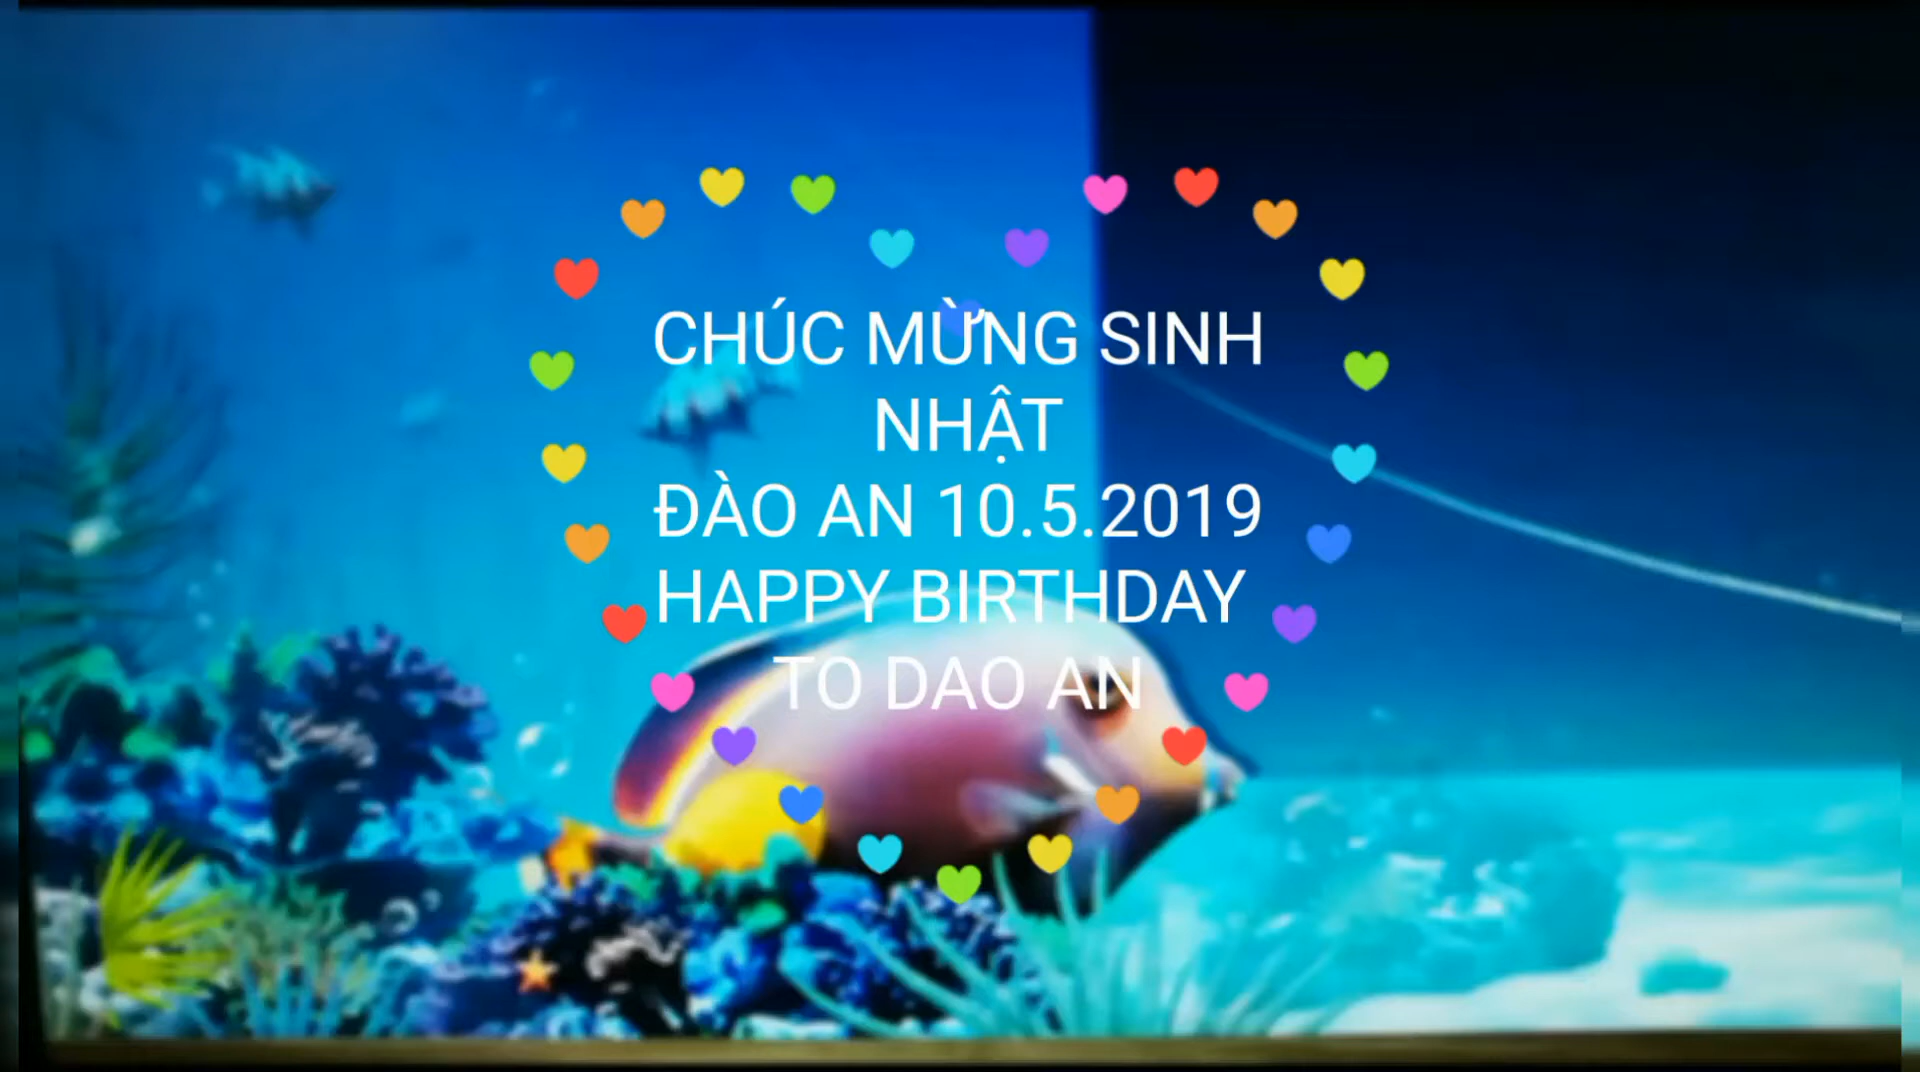 CHÚC MỪNG SINH
NHẬT
ĐÀO AN 10.5.2019
HAPPY BIRTHDAY
TO DAO AN